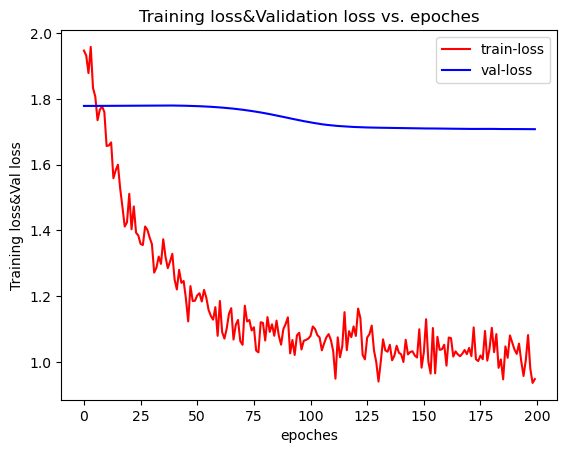 Training loss&Validation loss vs. epoches
train-loss
val-loss
Training loss&Val loss
2.0
1.8
1.6
1.4
1.2
1.0
0 25 50 75 100 125 150 175 200
epoches